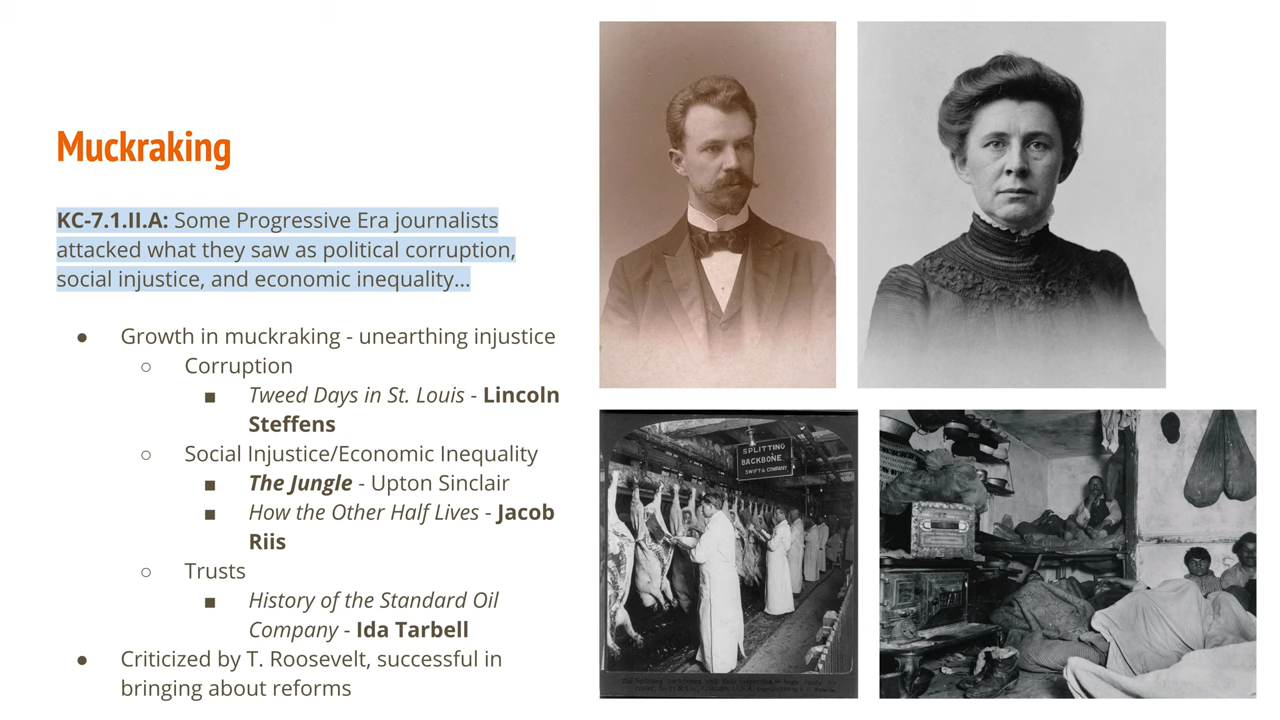 Muckraking
KC-7.1.II.A: Some Progressive Era journalists
attacked what they saw as political corruption,
social injustice, and economic inequality...
● Growth in muckraking - unearthing injustice
○ Corruption
■ Tweed Days in St. Louis - Lincoln
Steffens
○ Social Injustice/Economic Inequality
■ The Jungle - Upton Sinclair
■ How the Other Half Lives - Jacob
Riis
○ Trusts
■ History of the Standard Oil
Company - Ida Tarbell
● Criticized by T. Roosevelt, successful in
bringing about reforms
SPLITTING
BACKBONE
SWIFT & COMPANY